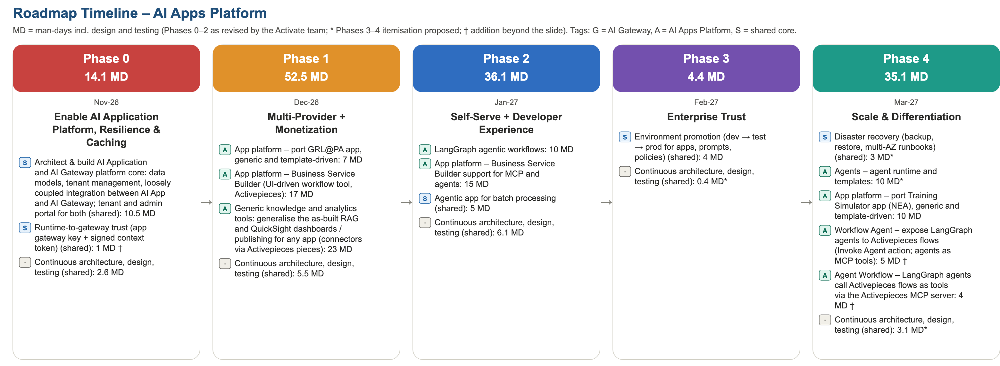 Roadmap Timeline – AI Apps Platform
MD = man-days incl. design and testing (Phases 0–2 as revised by the Activate team; * Phases 3–4 itemisation proposed; † addition beyond the slide). Tags: G = AI Gateway, A = AI Apps Platform, S = shared core.
Phase 0
14.1 MD
Nov-26
Enable AI Application
Platform, Resilience &
Caching
S Architect & build AI Application
and AI Gateway platform core: data
models, tenant management, loosely
coupled integration between AI App
and AI Gateway; tenant and admin
portal for both (shared): 10.5 MD
S Runtime-to-gateway trust (app
gateway key + signed context
token) (shared): 1 MD †
· Continuous architecture, design,
testing (shared): 2.6 MD
→
Phase 1
52.5 MD
Dec-26
Multi-Provider +
Monetization
A App platform – port GRL@PA app,
generic and template-driven: 7 MD
A App platform – Business Service
Builder (UI-driven workflow tool,
Activepieces): 17 MD
A Generic knowledge and analytics
tools: generalise the as-built RAG
and QuickSight dashboards /
publishing for any app (connectors
via Activepieces pieces): 23 MD
· Continuous architecture, design,
testing (shared): 5.5 MD
→
Phase 2
36.1 MD
Jan-27
Self-Serve + Developer
Experience
A LangGraph agentic workflows: 10 MD
A App platform – Business Service
Builder support for MCP and
agents: 15 MD
S Agentic app for batch processing
(shared): 5 MD
· Continuous architecture, design,
testing (shared): 6.1 MD
→
Phase 3
4.4 MD
Feb-27
Enterprise Trust
S Environment promotion (dev → test
→ prod for apps, prompts,
policies) (shared): 4 MD
· Continuous architecture, design,
testing (shared): 0.4 MD*
→
Phase 4
35.1 MD
Mar-27
Scale & Differentiation
S Disaster recovery (backup,
restore, multi-AZ runbooks)
(shared): 3 MD*
A Agents – agent runtime and
templates: 10 MD*
A App platform – port Training
Simulator app (NEA), generic and
template-driven: 10 MD
A Workflow Agent – expose LangGraph
agents to Activepieces flows
(Invoke Agent action; agents as
MCP tools): 5 MD †
A Agent Workflow – LangGraph agents
call Activepieces flows as tools
via the Activepieces MCP server: 4
MD †
· Continuous architecture, design,
testing (shared): 3.1 MD*